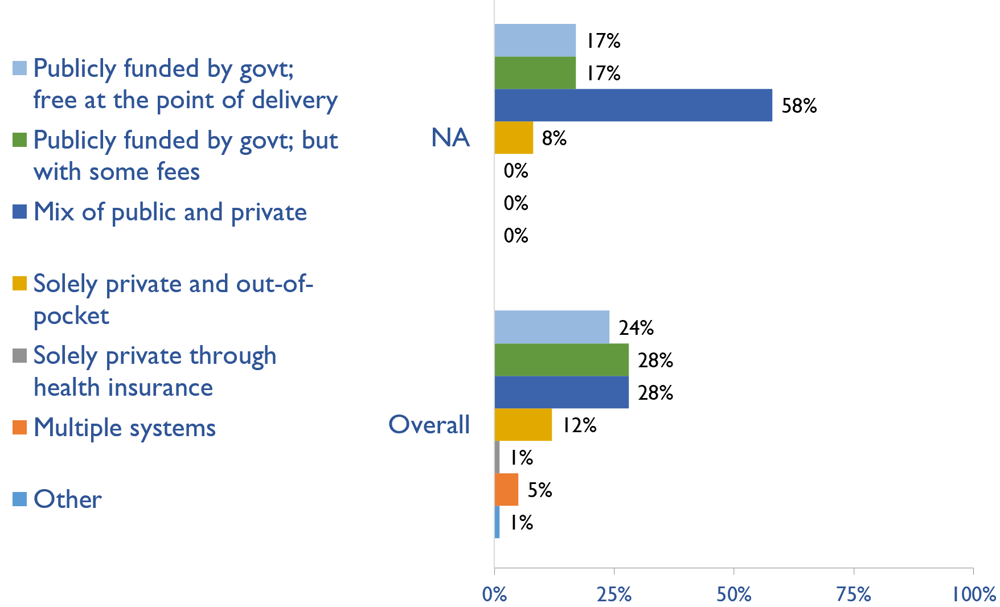 Publicly funded by govt;
free at the point of delivery
Publicly funded by govt; but
with some fees
Mix of public and private
Solely private and out-of-
pocket
Solely private through
health insurance
Multiple systems
Other
NA
17%
17%
58%
8%
0%
0%
0%
Overall
24%
28%
28%
12%
1%
5%
1%
0% 25% 50% 75% 100%